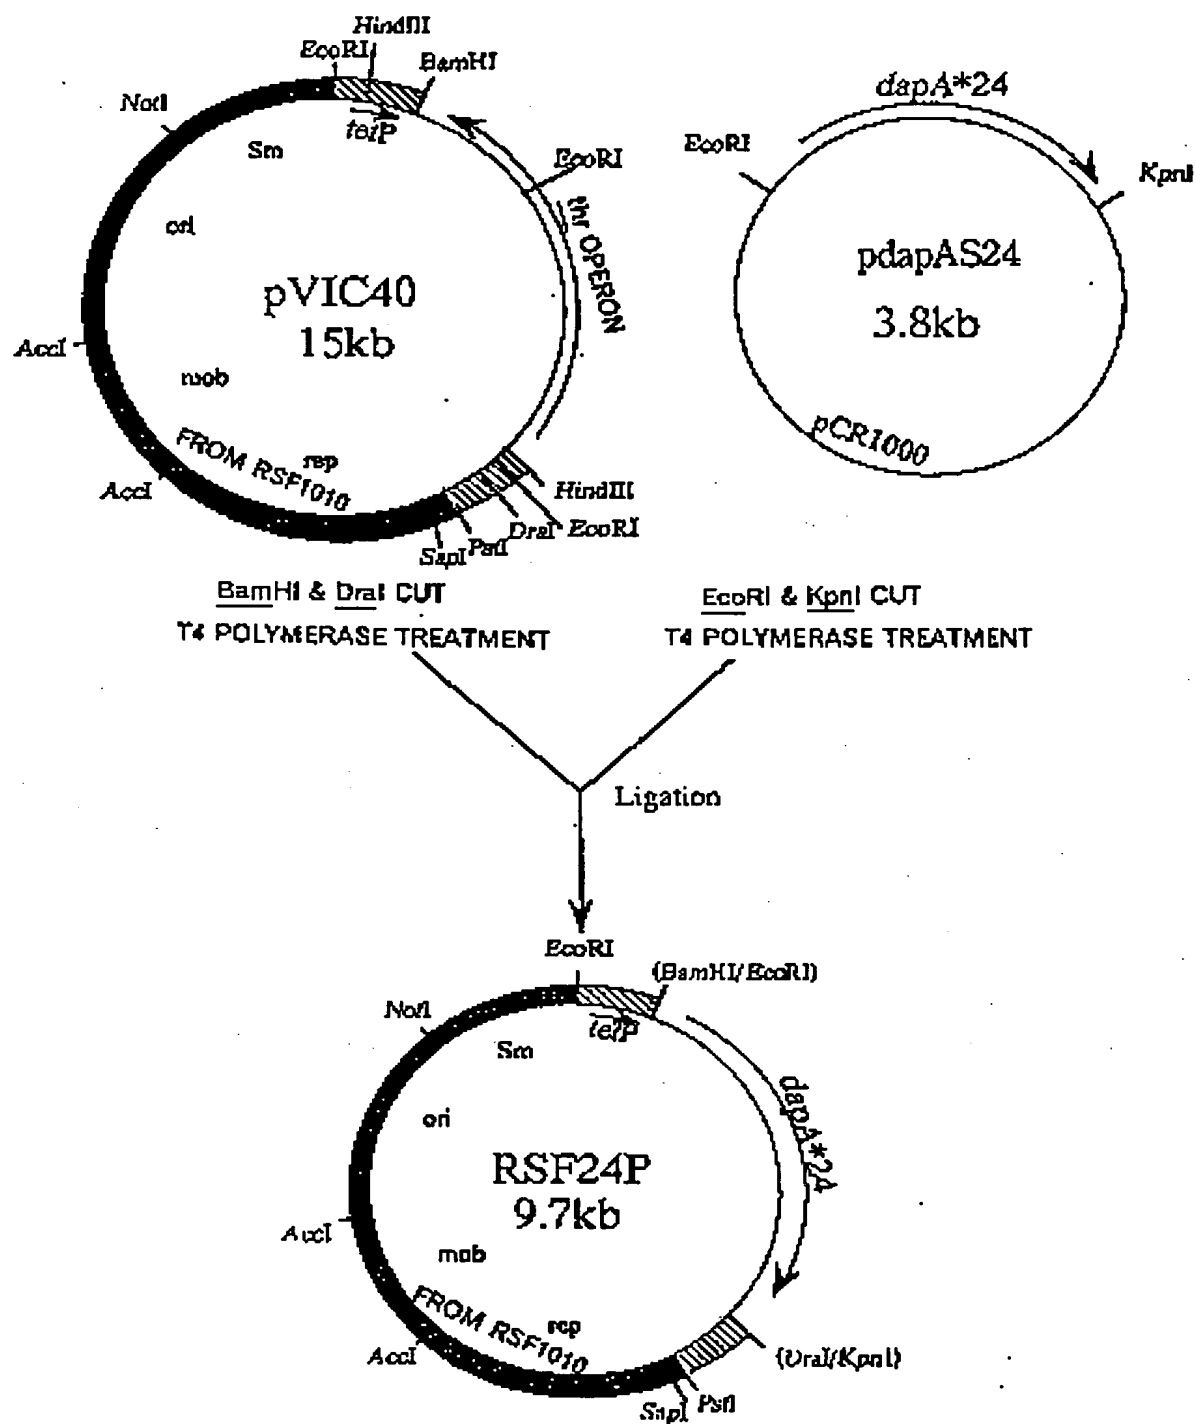 HindIII
EcoRI
BamHI
NotI
tetP
Sm
EcoRI
ori
thr OPERON
pVIC40
15kb
AccI
mob
FROM RSF1010
rep
AccI
HindIII
EcoRI
DraI
PstI
SapI
dapA*24
EcoRI
KpnI
pdapAS24
3.8kb
pCR1000
BamHI & DraI CUT
T4 POLYMERASE TREATMENT
EcoRI & KpnI CUT
T4 POLYMERASE TREATMENT
Ligation
EcoRI
(BamHI/EcoRI)
NotI
tetP
Sm
dapA*24
ori
RSF24P
9.7kb
AccI
mob
FROM RSF1010
rep
AccI
(DraI/KpnI)
PstI
SapI